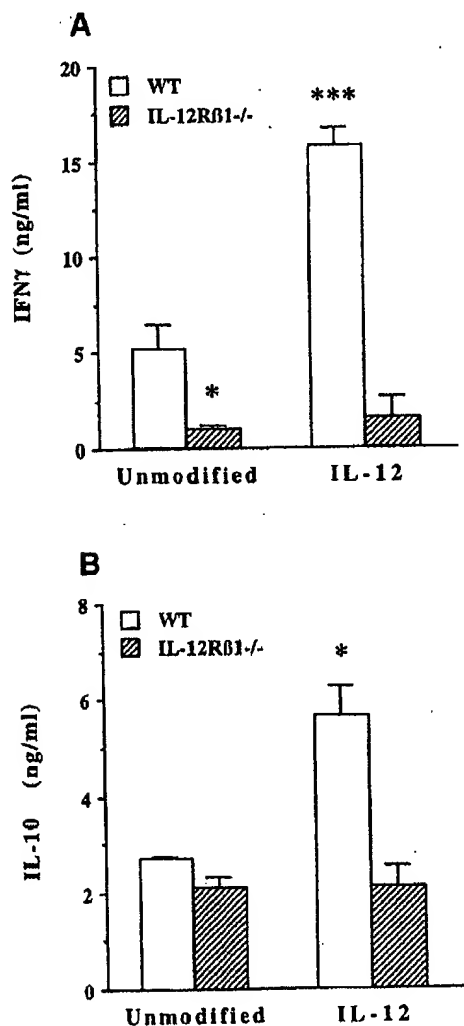 A
20
15
10
5
0
IFNγ (ng/ml)
WT
IL-12Rß1-/-
*
***
Unmodified
IL-12
B
8
6
4
2
0
IL-10 (ng/ml)
WT
IL-12Rß1-/-
*
Unmodified
IL-12